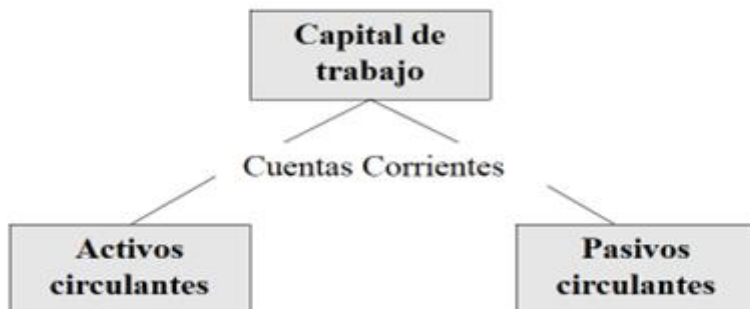 Capital de
trabajo
Cuentas Corrientes
Activos
circulantes
Pasivos
circulantes